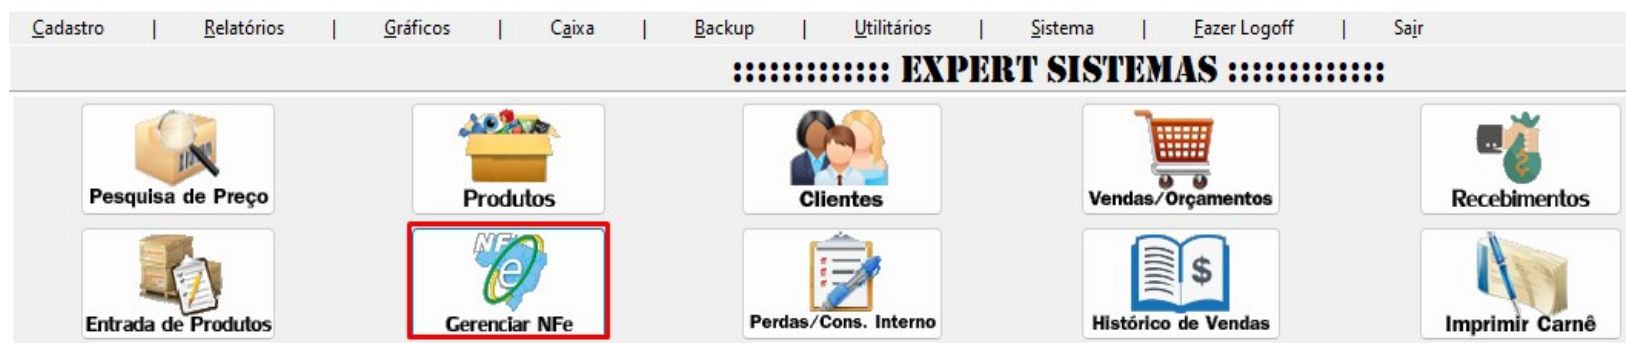 Cadastro | Relatórios | Gráficos | Caixa | Backup | Utilitários | Sistema | Fazer Logoff | Sair
::::::::::::: EXPERT SISTEMAS :::::::::::::
Pesquisa de Preço
Produtos
Clientes
Vendas/Orçamentos
Recebimentos
Entrada de Produtos
NFe
Gerenciar NFe
Perdas/Cons. Interno
$
Histórico de Vendas
Imprimir Carnê